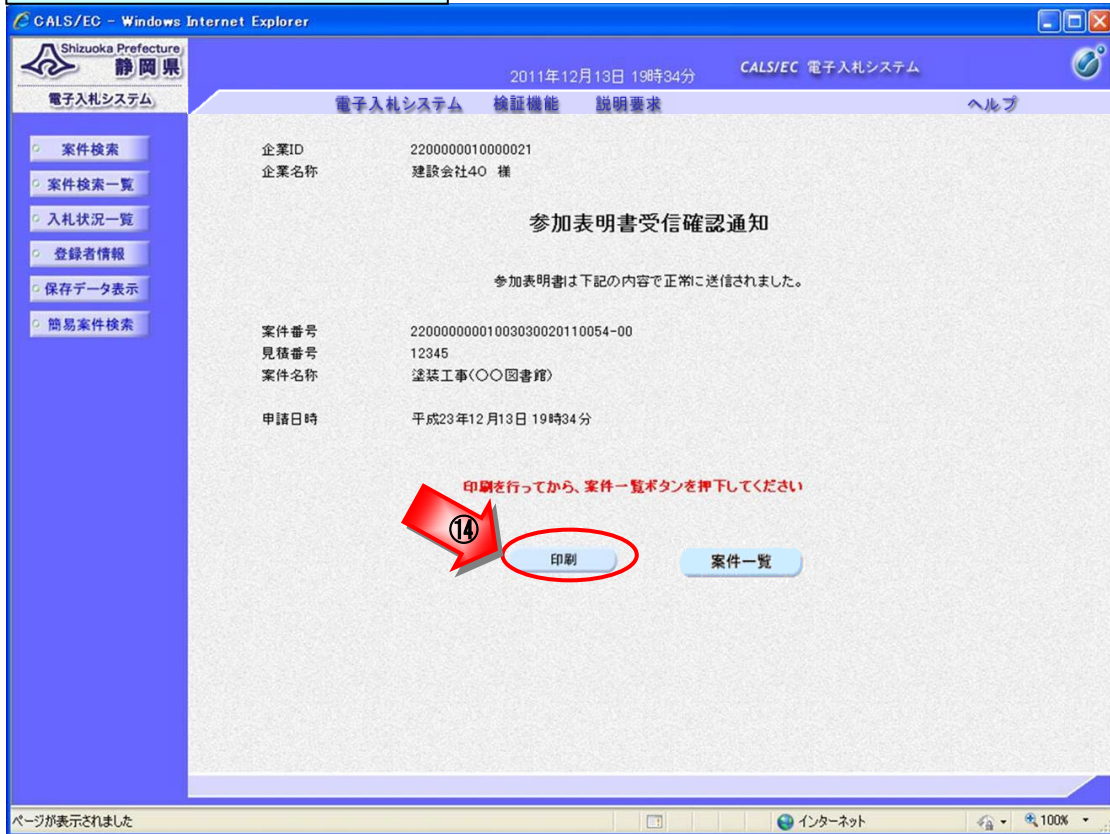 CALS/EC - Windows Internet Explorer
Shizuoka Prefecture
静岡県
電子入札システム
2011年12月13日 19時34分
CALS/EC 電子入札システム
電子入札システム 検証機能 説明要求 ヘルプ
案件検索
案件検索一覧
入札状況一覧
登録者情報
保存データ表示
簡易案件検索
企業ID 2200000010000021
企業名称 建設会社40 様
参加表明書受信確認通知
参加表明書は下記の内容で正常に送信されました。
案件番号 22000000001003030020110054-00
見積番号 12345
案件名称 塗装工事(〇〇図書館)
申請日時 平成23年12月13日 19時34分
印刷を行ってから、案件一覧ボタンを押下してください
⑭
印刷 案件一覧
ページが表示されました インターネット 100%